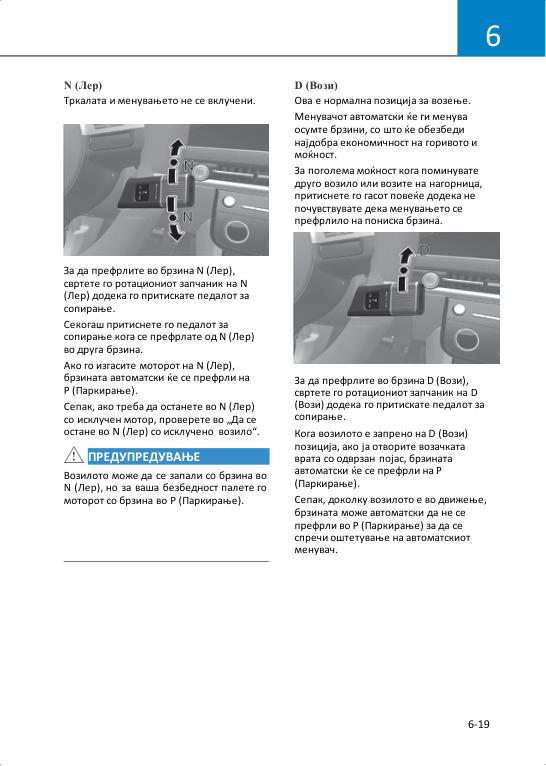 6
N (Лер)
Тркалата и менувањето не се вклучени.
N
N
За да префрлите во брзина N (Лер),
свртете го ротациониот запчаник на N
(Лер) додека го притискате педалот за
сопирање.
Секогаш притиснете го педалот за
сопирање кога се префрлате од N (Лер)
во друга брзина.
Ако го изгасите моторот на N (Лер),
брзината автоматски ќе се префрли на
P (Паркирање).
Сепак, ако треба да останете во N (Лер)
со исклучен мотор, проверете во „Да се
остане во N (Лер) со исклучено возило“.
ПРЕДУПРЕДУВАЊЕ
Возилото може да се запали со брзина во
N (Лер), но за ваша безбедност палете го
моторот со брзина во P (Паркирање).
D (Вози)
Ова е нормална позиција за возење.
Менувачот автоматски ќе ги менува
осумте брзини, со што ќе обезбеди
најдобра економичност на горивото и
моќност.
За поголема моќност кога поминувате
друго возило или возите на нагорница,
притиснете го гасот повеќе додека не
почувствувате дека менувањето се
префрлило на пониска брзина.
D
За да префрлите во брзина D (Вози),
свртете го ротациониот запчаник на D
(Вози) додека го притискате педалот за
сопирање.
Кога возилото е запрено на D (Вози)
позиција, ако ја отворите возачката
врата со одврзан појас, брзината
автоматски ќе се префрли на P
(Паркирање).
Сепак, доколку возилото е во движење,
брзината може автоматски да не се
префрли во P (Паркирање) за да се
спречи оштетување на автоматскиот
менувач.
6-19